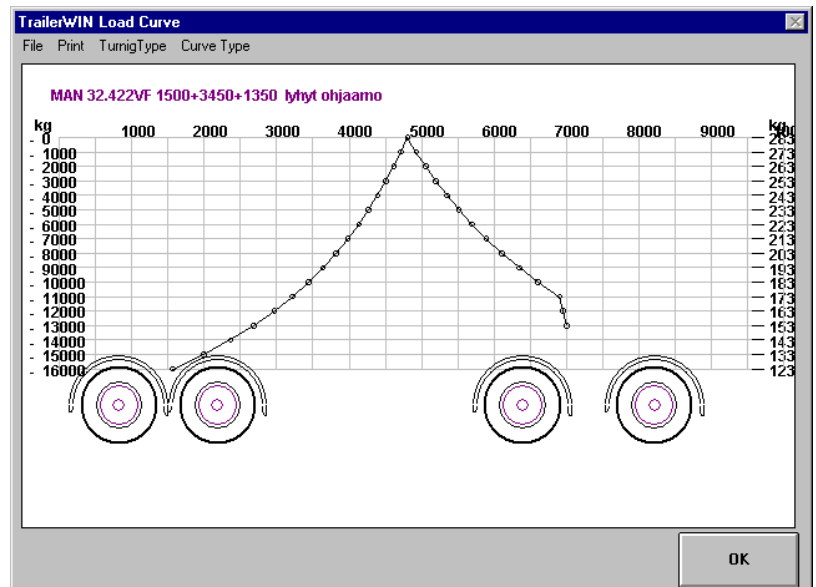 TrailerWIN Load Curve
File Print TurnigType Curve Type
MAN 32.422VF 1500+3450+1350 lyhyt ohjaamo
kg 1000 2000 3000 4000 5000 6000 7000 8000 9000 kg
- 0 283
- 1000 273
- 2000 263
- 3000 253
- 4000 243
- 5000 233
- 6000 223
- 7000 213
- 8000 203
- 9000 193
- 10000 183
- 11000 173
- 12000 163
- 13000 153
- 14000 143
- 15000 133
- 16000 123
OK